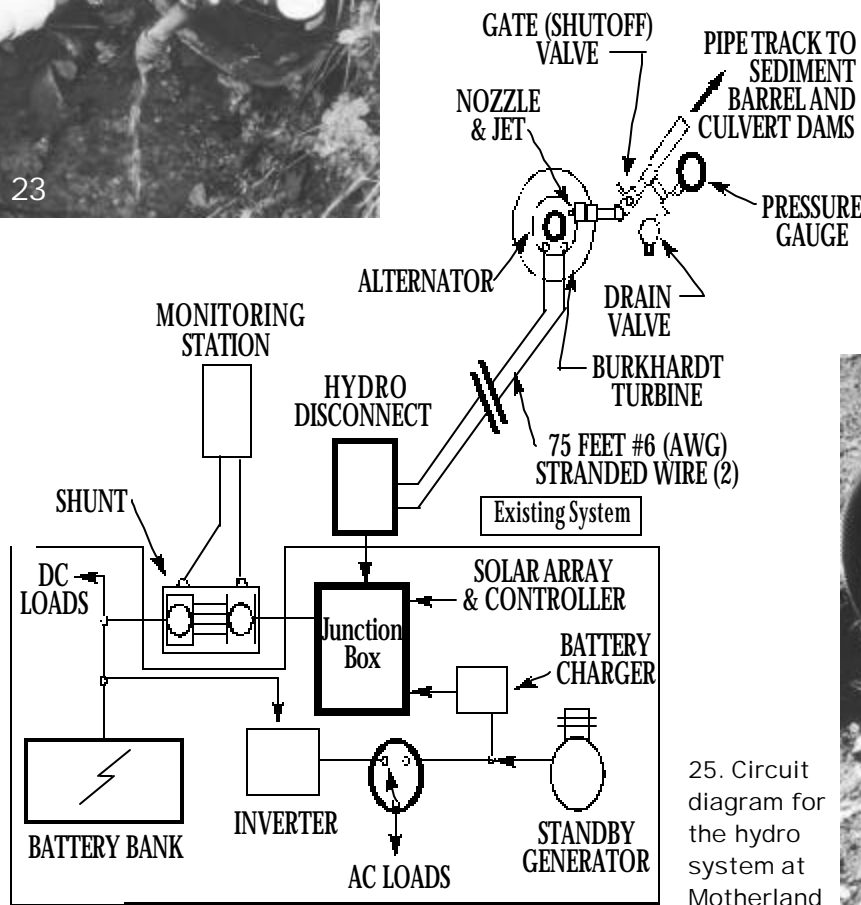 23
GATE (SHUTOFF)
VALVE
PIPE TRACK TO
SEDIMENT
BARREL AND
CULVERT DAMS
NOZZLE
& JET
PRESSURE
GAUGE
ALTERNATOR
DRAIN
VALVE
MONITORING
STATION
BURKHARDT
TURBINE
HYDRO
DISCONNECT
75 FEET #6 (AWG)
STRANDED WIRE (2)
SHUNT
Existing System
DC
LOADS
SOLAR ARRAY
& CONTROLLER
Junction
Box
BATTERY
CHARGER
BATTERY BANK
INVERTER
AC LOADS
STANDBY
GENERATOR
25. Circuit
diagram for
the hydro
system at
Motherland